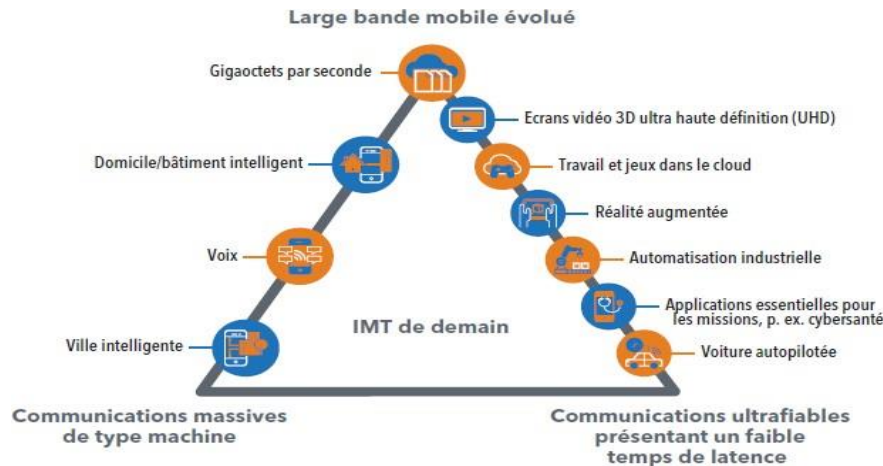 Large bande mobile évolué
Gigaoctets par seconde
Ecrans vidéo 3D ultra haute définition (UHD)
Domicile/bâtiment intelligent
Travail et jeux dans le cloud
Réalité augmentée
Voix
Automatisation industrielle
Applications essentielles pour
les missions, p. ex. cybersanté
IMT de demain
Ville intelligente
Voiture autopilotée
Communications massives
de type machine
Communications ultrafiables
présentant un faible
temps de latence